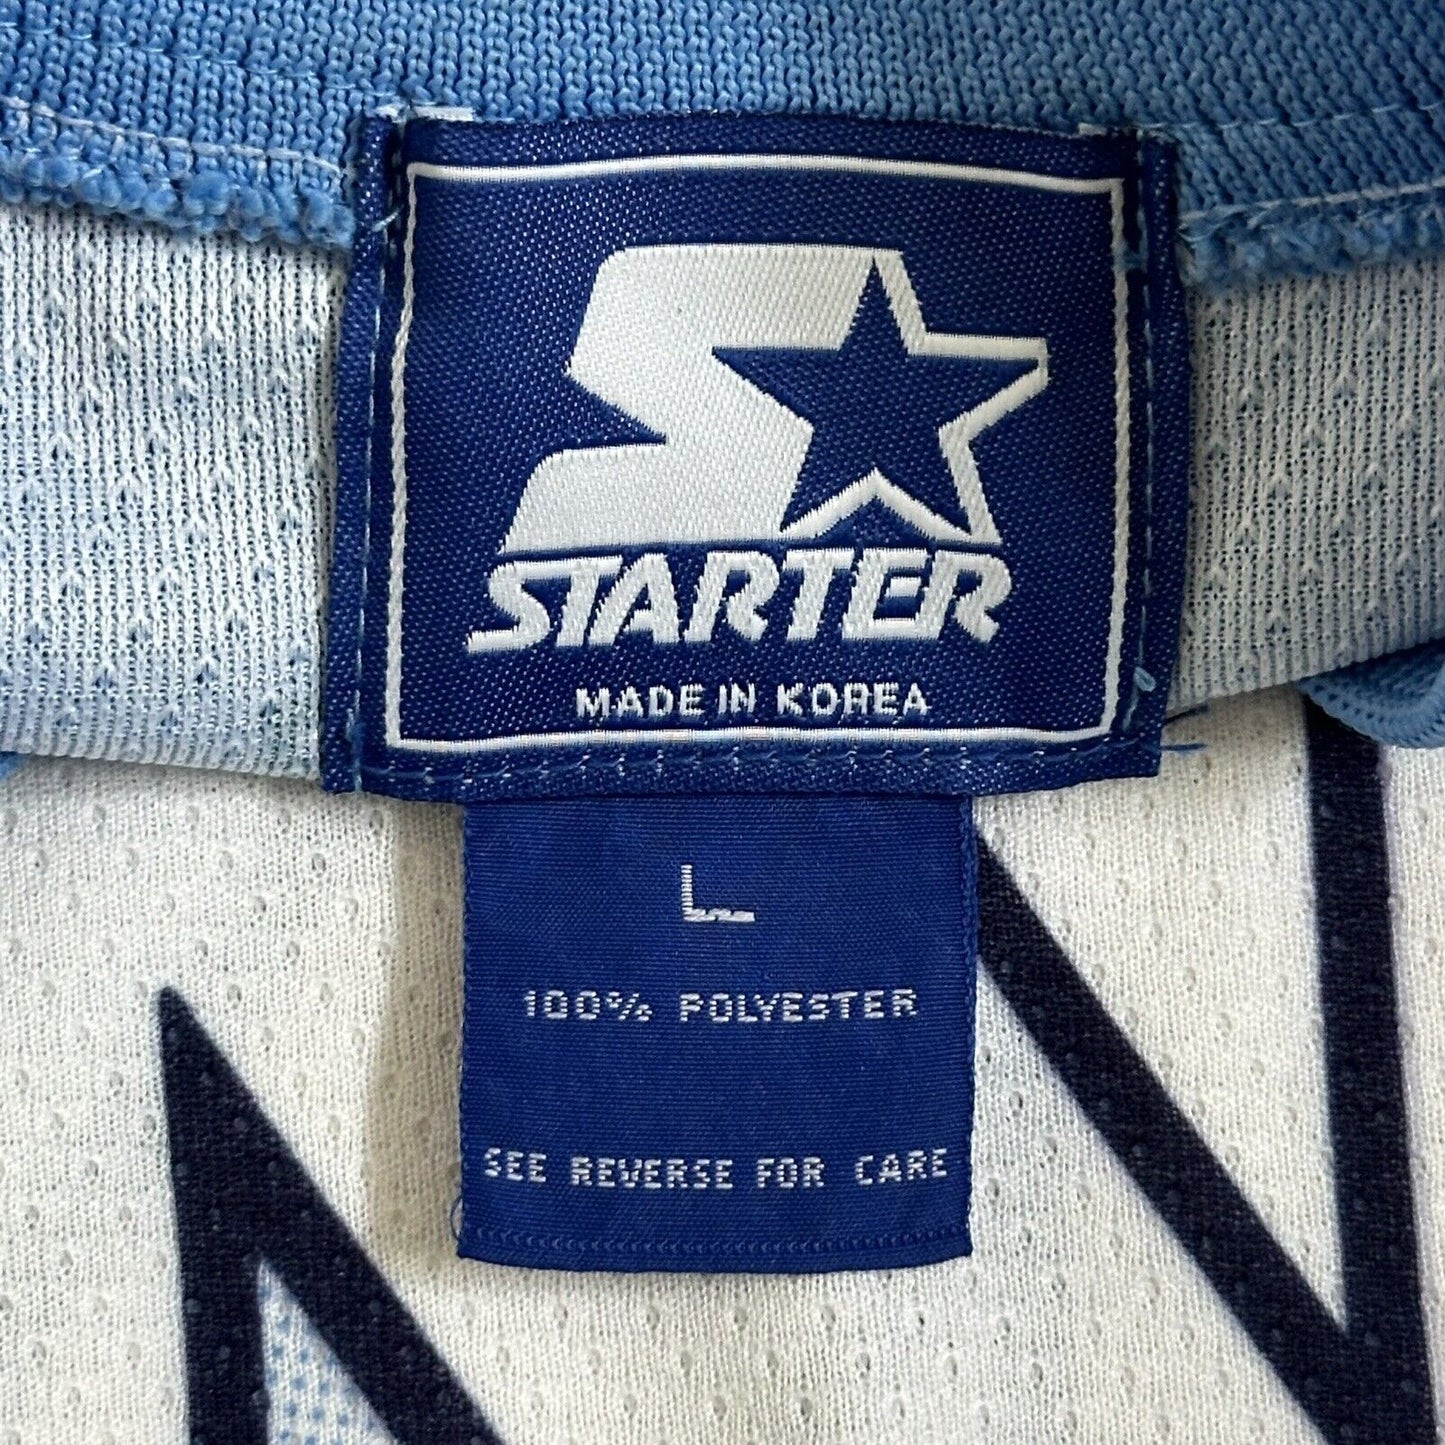 STARTER
MADE IN KOREA
L
100% POLYESTER
SEE REVERSE FOR CARE